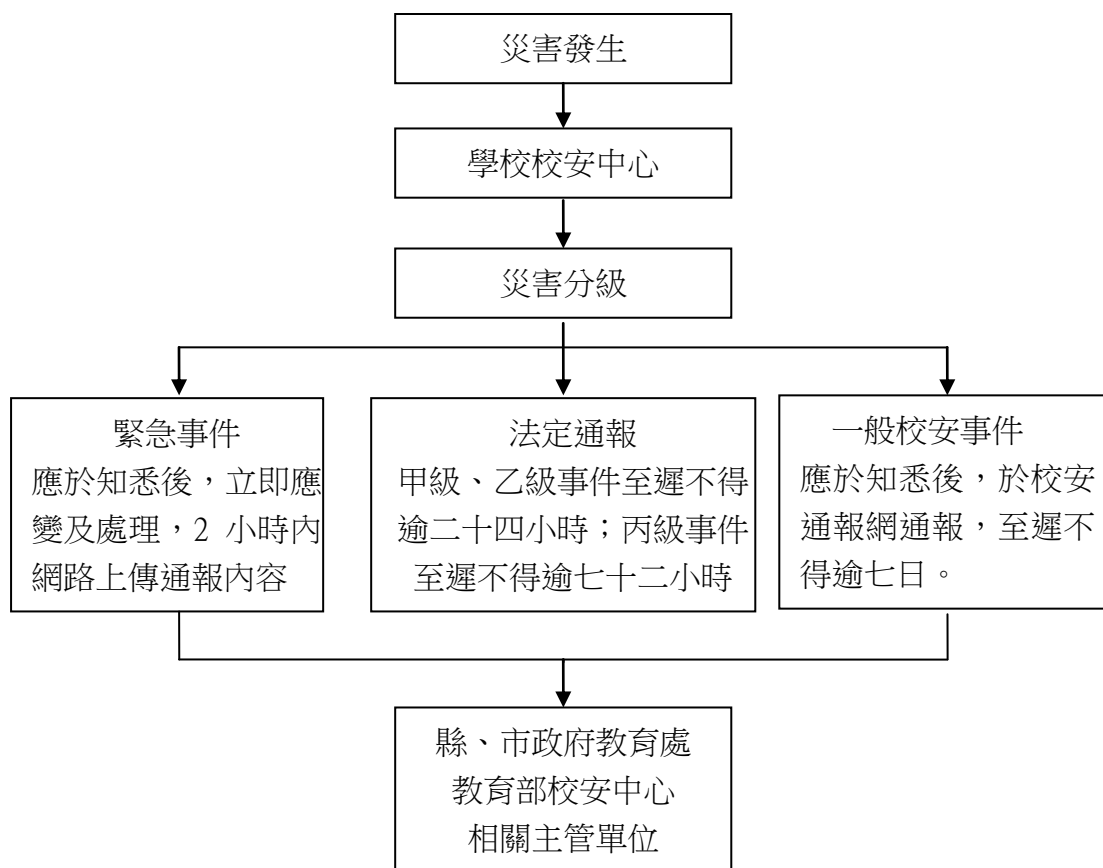 災害發生
學校校安中心
災害分級
緊急事件
應於知悉後，立即應
變及處理，2 小時內
網路上傳通報內容
法定通報
甲級、乙級事件至遲不得
逾二十四小時；丙級事件
至遲不得逾七十二小時
一般校安事件
應於知悉後，於校安
通報網通報，至遲不
得逾七日。
縣、市政府教育處
教育部校安中心
相關主管單位